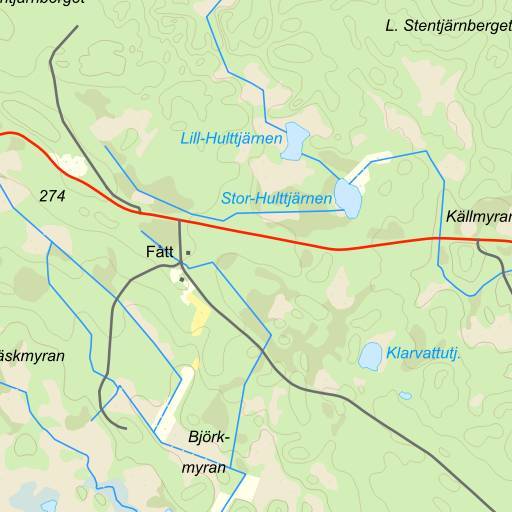 L. Stentjärnberget
Lill-Hulttjärnen
274
Stor-Hulttjärnen
Källmyran
Fatt
Klarvattutj.
Björk-
myran